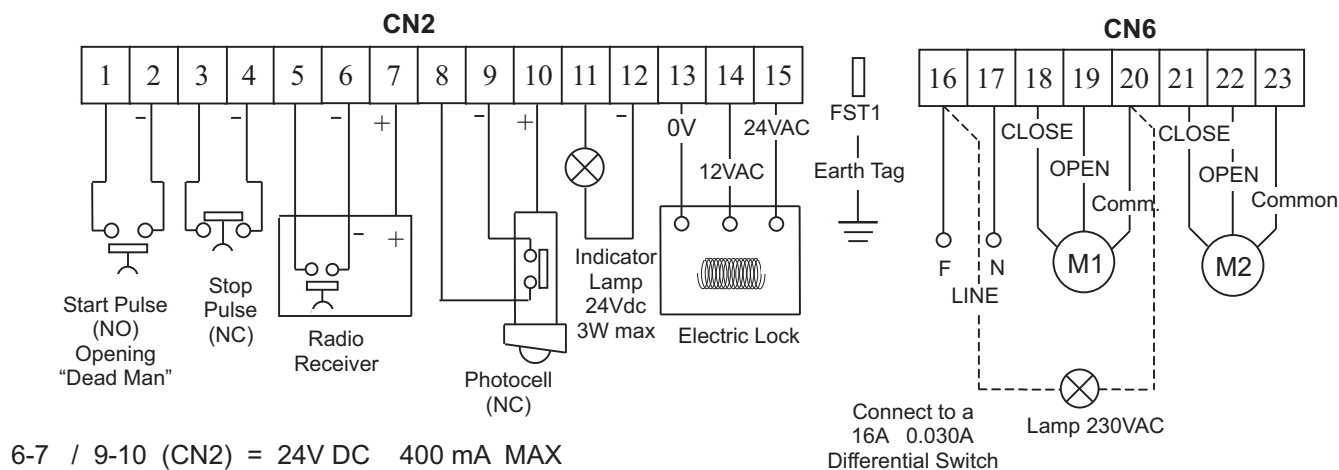 CN2
1 2 3 4 5 6 7 8 9 10 11 12 13 14 15
- - - + - + - 0V 24VAC
12VAC
- +
Start Pulse
(NO)
Opening
“Dead Man”
Stop
Pulse
(NC)
Radio
Receiver
Photocell
(NC)
Indicator
Lamp
24Vdc
3W max
Electric Lock
FST1
Earth Tag
CN6
16 17 18 19 20 21 22 23
CLOSE CLOSE
OPEN OPEN
Comm. Common
F N M1 M2
LINE
Connect to a
16A 0.030A
Differential Switch
Lamp 230VAC
6-7 / 9-10 (CN2) = 24V DC 400 mA MAX